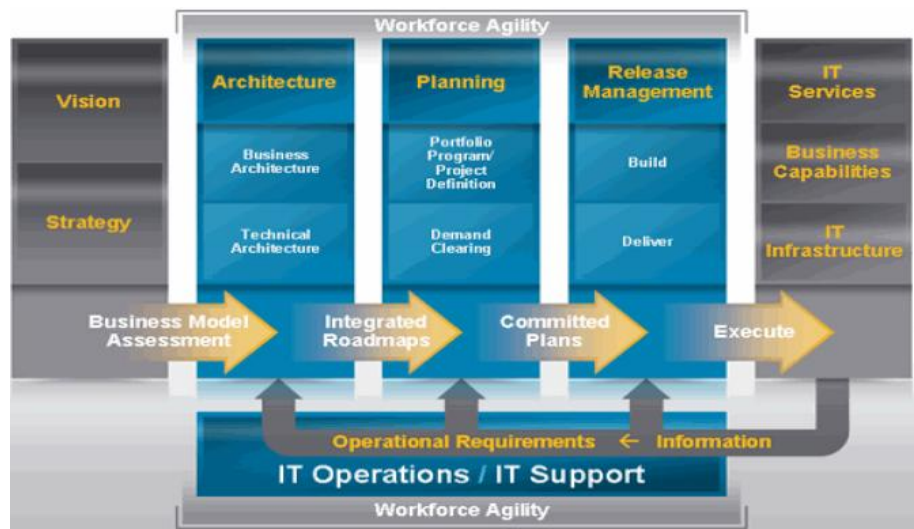 Workforce Agility
Vision
Strategy
Architecture
Business
Architecture
Technical
Architecture
Planning
Portfolio
Program/
Project
Definition
Demand
Clearing
Release
Management
Build
Deliver
IT
Services
Business
Capabilities
IT
Infrastructure
Business Model
Assessment
Integrated
Roadmaps
Committed
Plans
Execute
Operational Requirements ← Information
IT Operations / IT Support
Workforce Agility